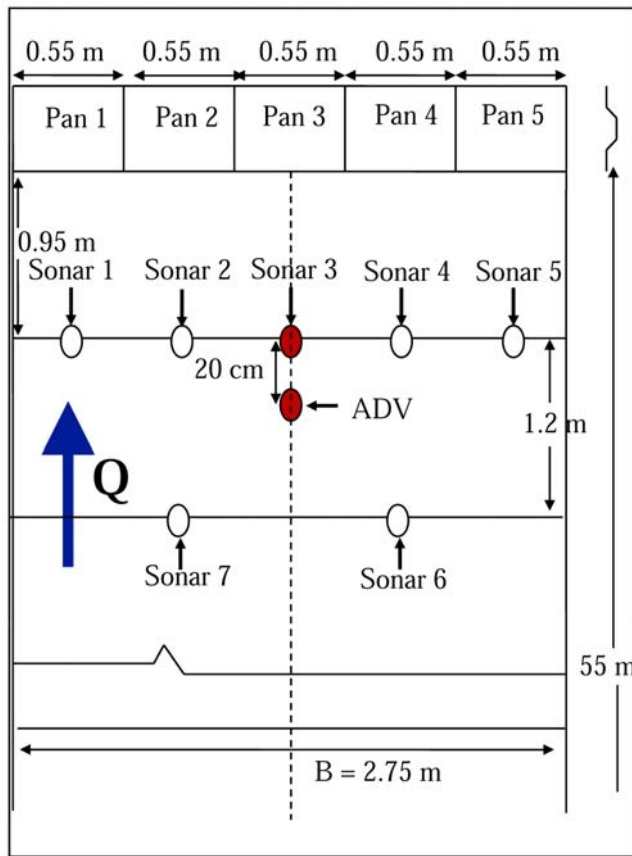 0.55 m 0.55 m 0.55 m 0.55 m 0.55 m
Pan 1 Pan 2 Pan 3 Pan 4 Pan 5
0.95 m
Sonar 1 Sonar 2 Sonar 3 Sonar 4 Sonar 5
20 cm
ADV
1.2 m
Q
Sonar 7 Sonar 6
55 m
B = 2.75 m